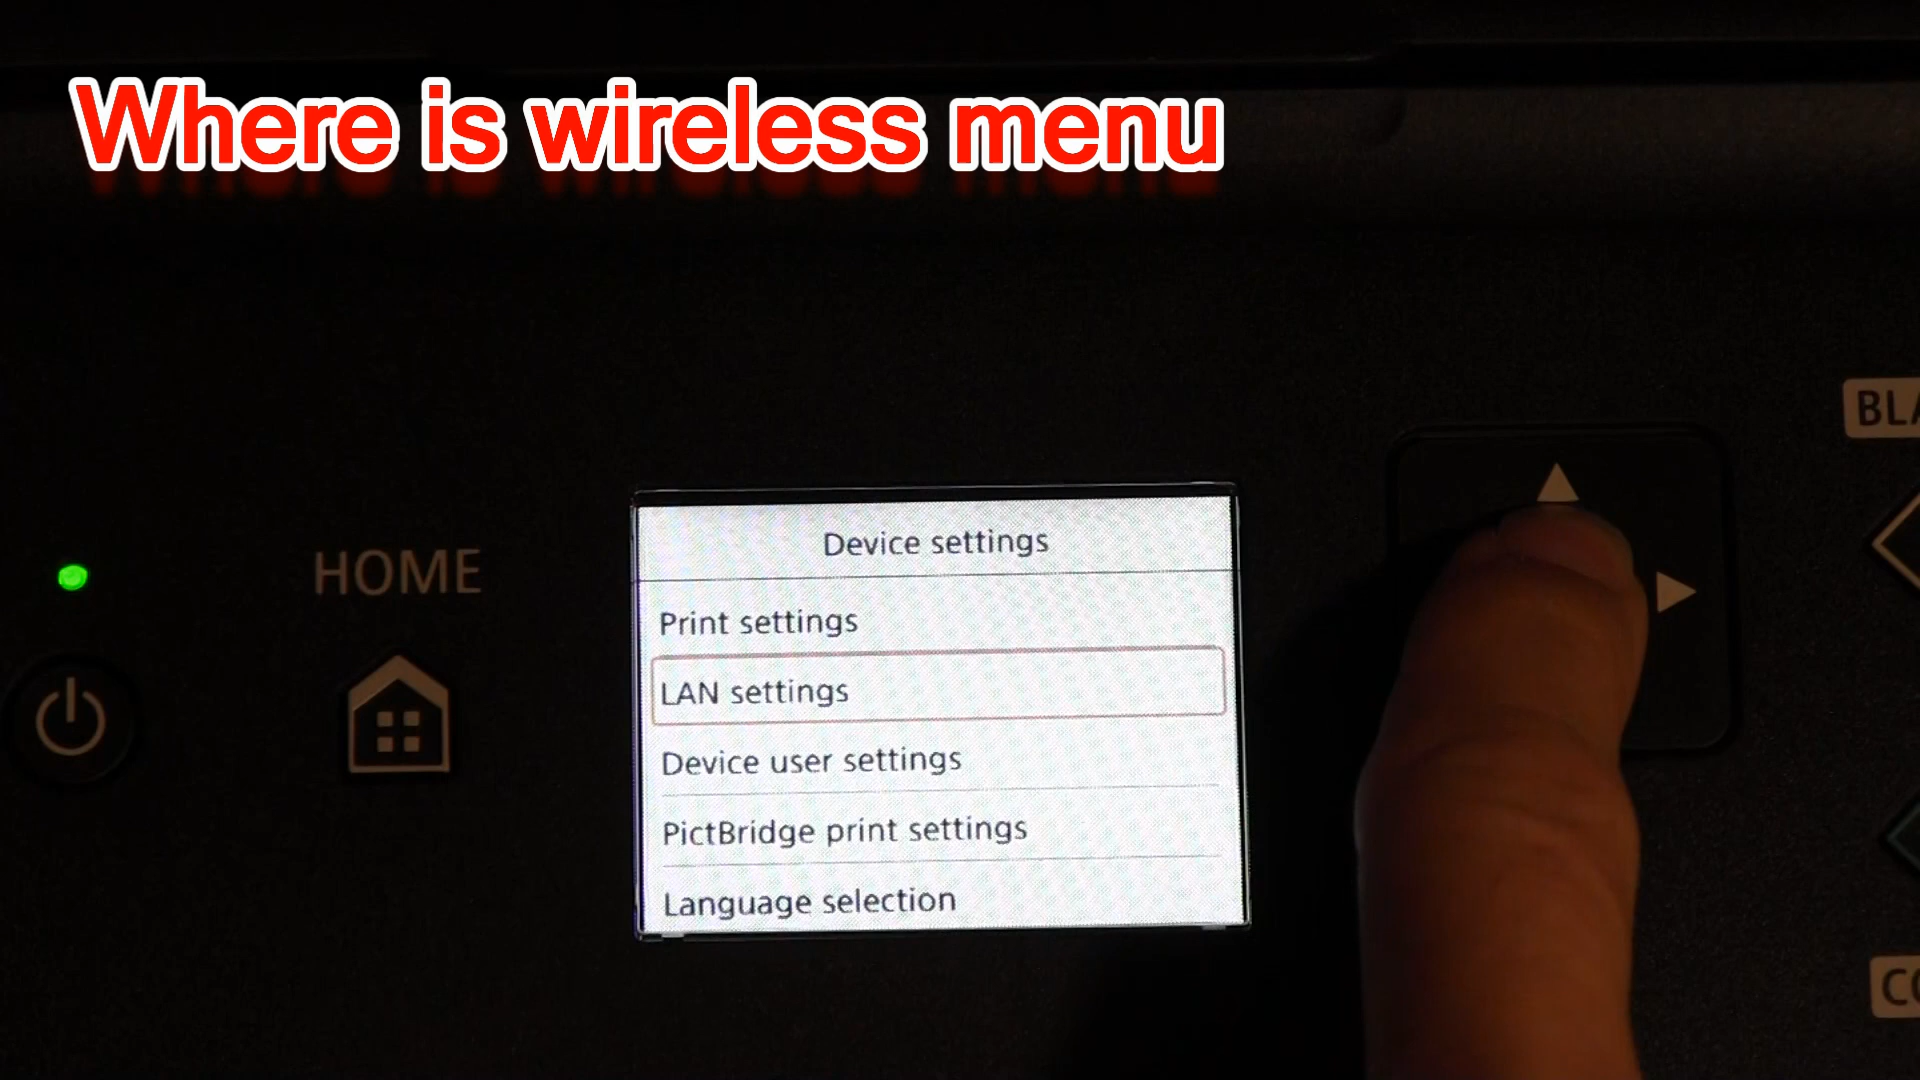 Where is wireless menu
HOME
Device settings
Print settings
LAN settings
Device user settings
PictBridge print settings
Language selection